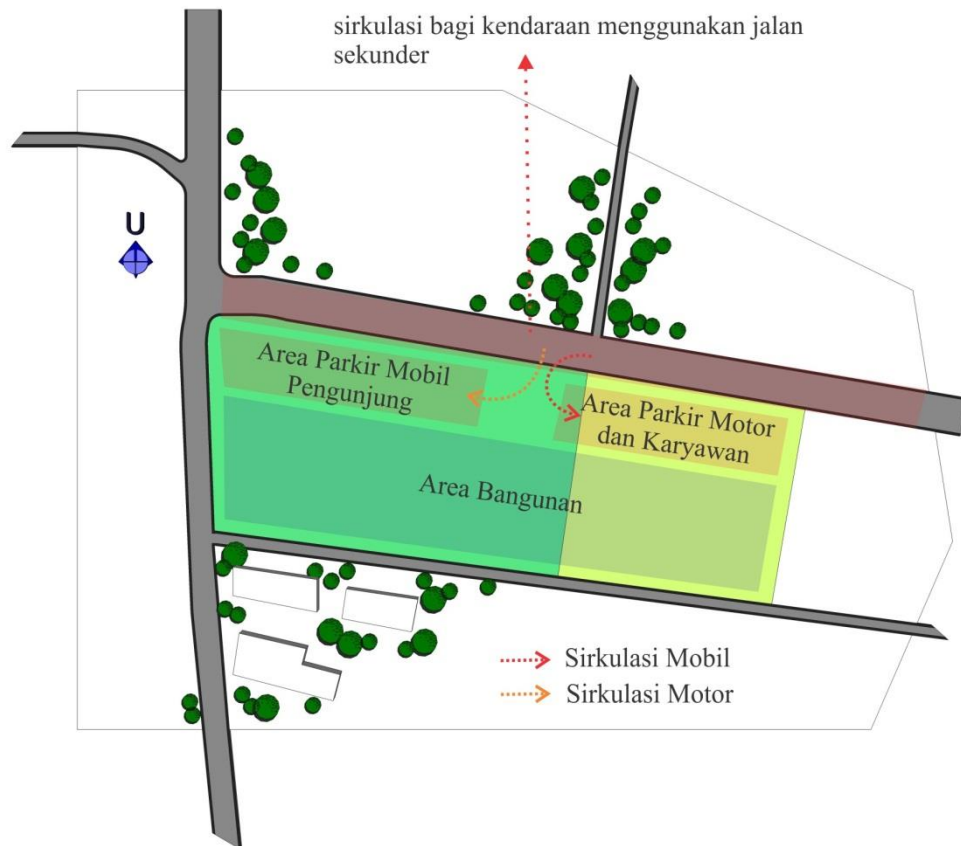 sirkulasi bagi kendaraan menggunakan jalan
sekunder
U
Area Parkir Mobil
Pengunjung
Area Parkir Motor
dan Karyawan
Area Bangunan
Sirkulasi Mobil
Sirkulasi Motor